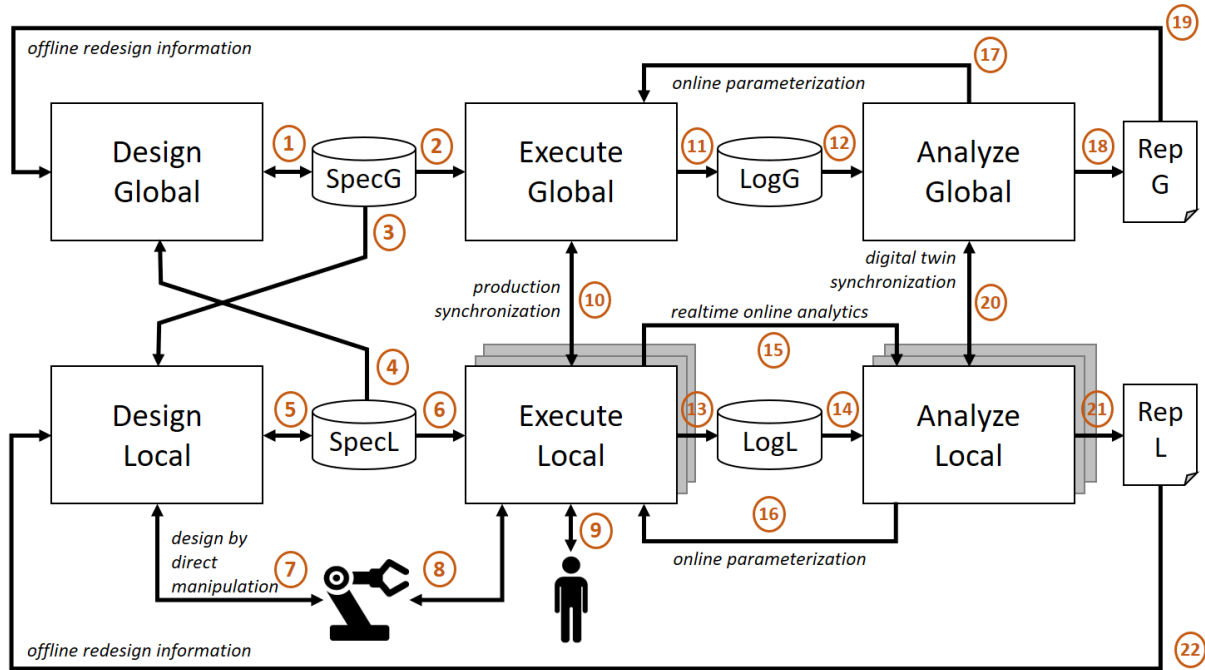 19
offline redesign information
17
online parameterization
Design
Global
1
SpecG
2
Execute
Global
11
LogG
12
Analyze
Global
18
Rep
G
3
production
synchronization
10
digital twin
synchronization
20
realtime online analytics
15
4
Design
Local
5
SpecL
6
Execute
Local
13
LogL
14
Analyze
Local
21
Rep
L
16
online parameterization
design by
direct
manipulation
7
8
9
offline redesign information
22